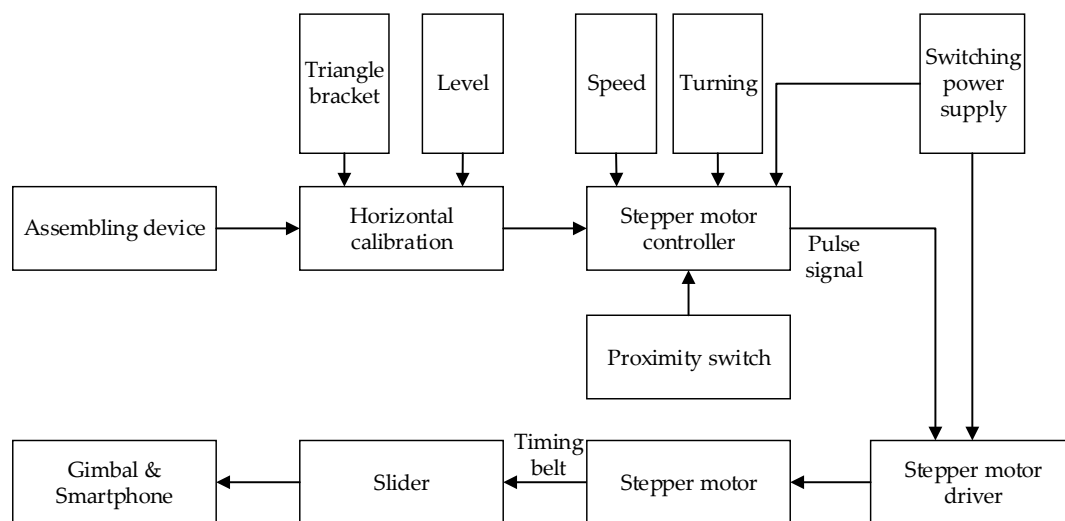 Triangle
bracket
Level
Speed
Turning
Switching
power
supply
Assembling device
Horizontal
calibration
Stepper motor
controller
Pulse
signal
Proximity switch
Gimbal &
Smartphone
Slider
Timing
belt
Stepper motor
Stepper motor
driver